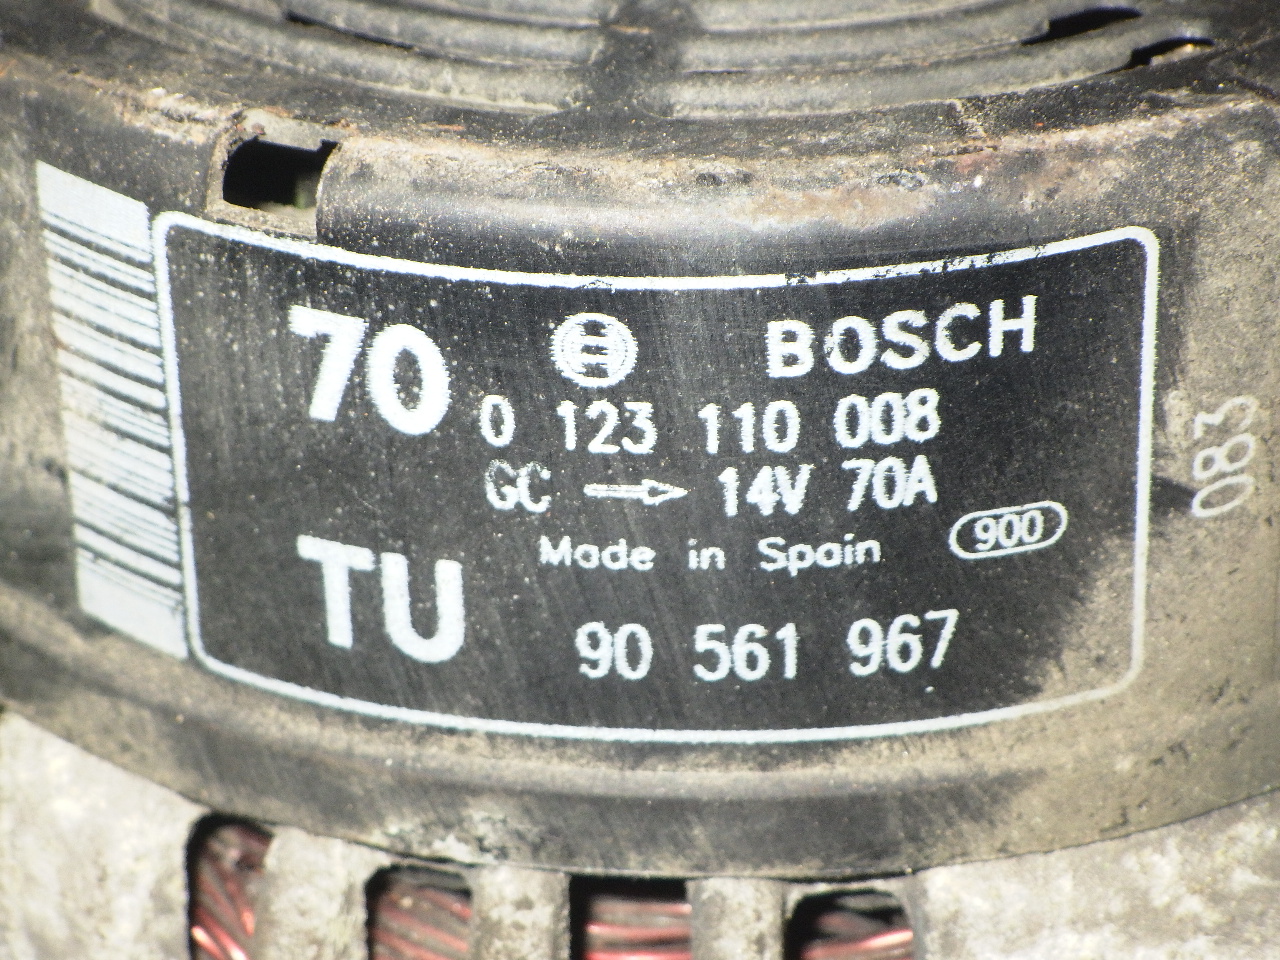 70 BOSCH
0 123 110 008
GC → 14V 70A
Made in Spain 900
TU
90 561 967
083